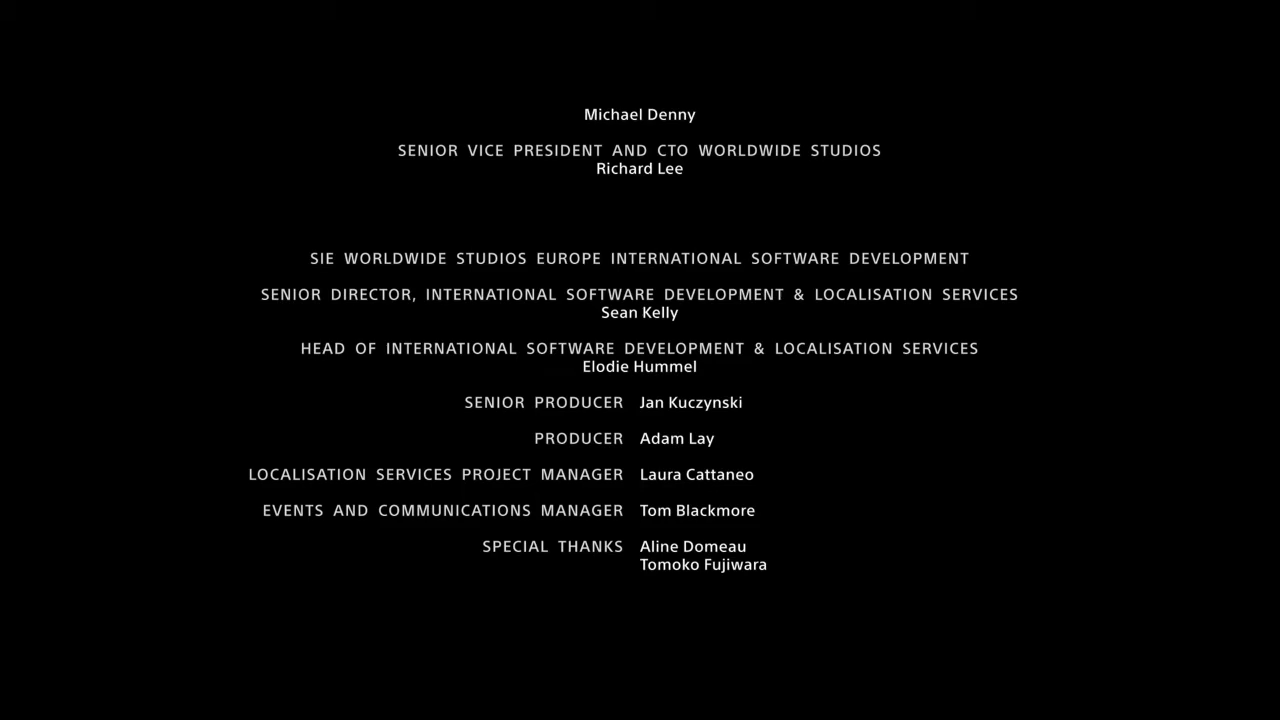 Michael Denny
SENIOR VICE PRESIDENT AND CTO WORLDWIDE STUDIOS
Richard Lee
SIE WORLDWIDE STUDIOS EUROPE INTERNATIONAL SOFTWARE DEVELOPMENT
SENIOR DIRECTOR, INTERNATIONAL SOFTWARE DEVELOPMENT & LOCALISATION SERVICES
Sean Kelly
HEAD OF INTERNATIONAL SOFTWARE DEVELOPMENT & LOCALISATION SERVICES
Elodie Hummel
SENIOR PRODUCER Jan Kuczynski
PRODUCER Adam Lay
LOCALISATION SERVICES PROJECT MANAGER Laura Cattaneo
EVENTS AND COMMUNICATIONS MANAGER Tom Blackmore
SPECIAL THANKS Aline Domeau
Tomoko Fujiwara